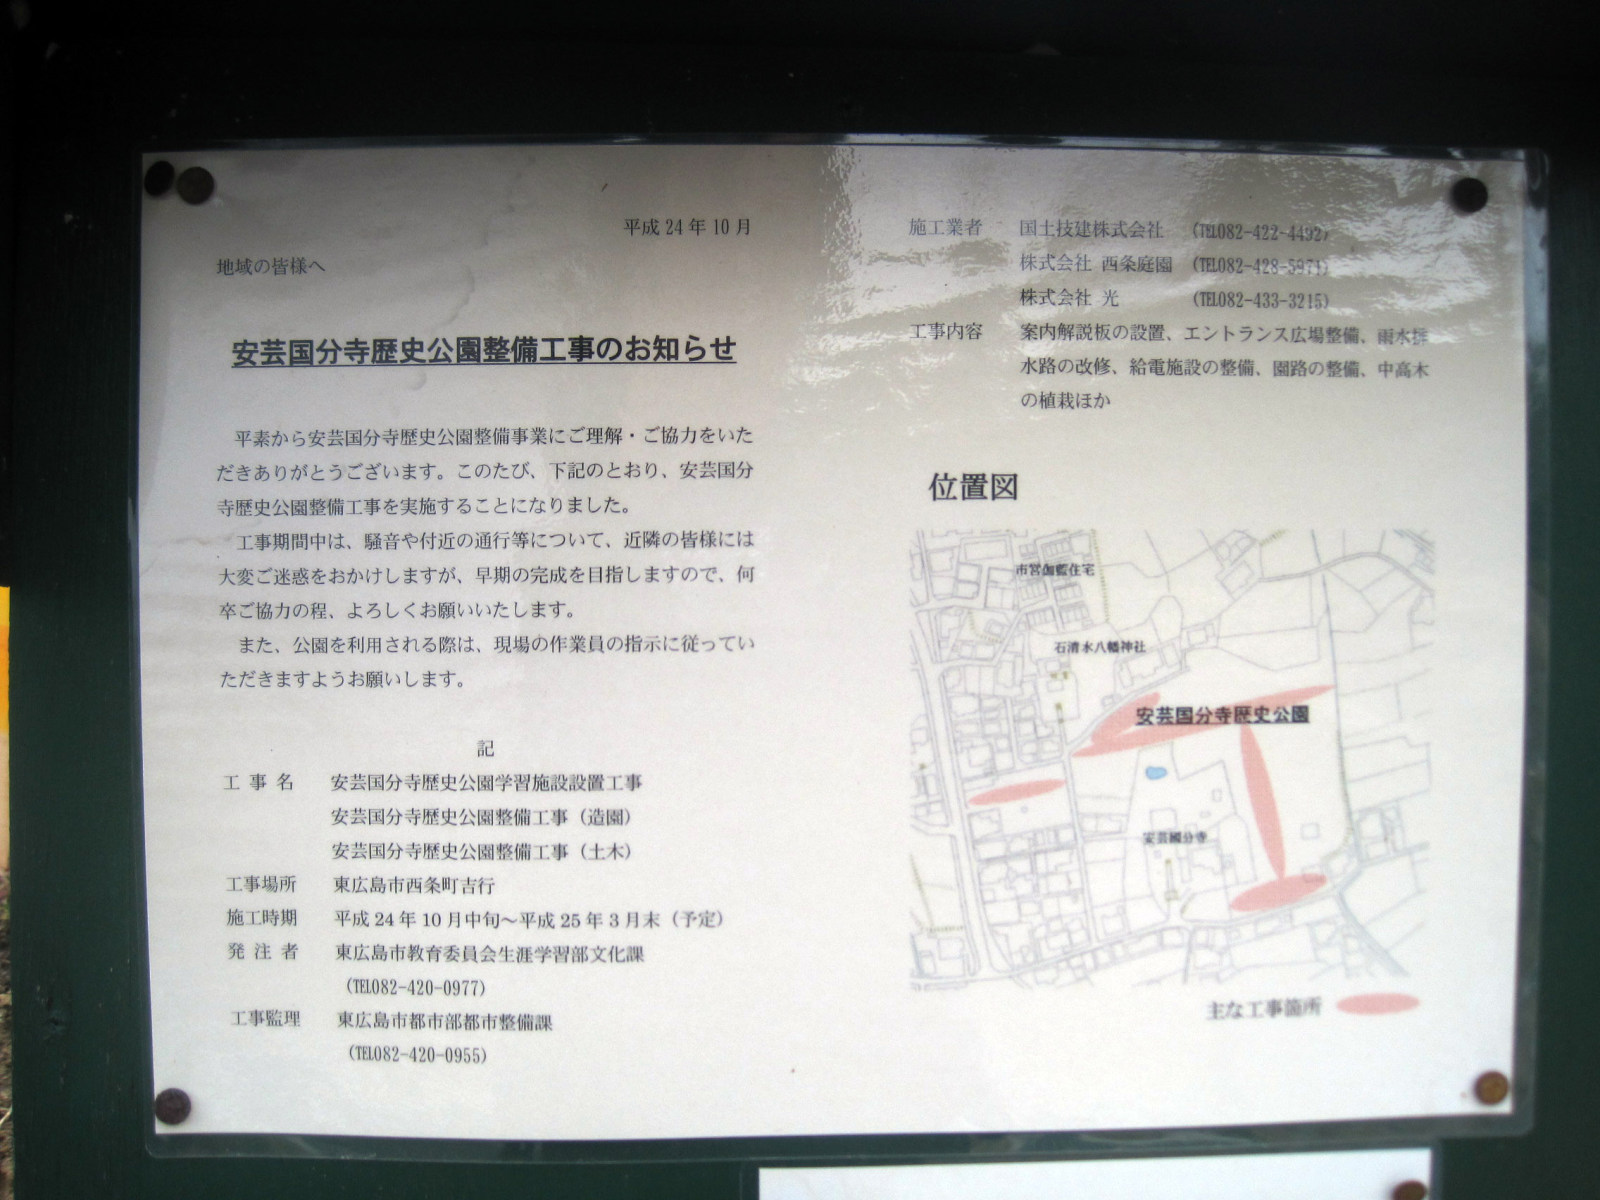 平成24年10月
地域の皆様へ
安芸国分寺歴史公園整備工事のお知らせ
平素から安芸国分寺歴史公園整備事業にご理解・ご協力をいた
だきありがとうございます。このたび、下記のとおり、安芸国分
寺歴史公園整備工事を実施することになりました。
工事期間中は、騒音や付近の通行等について、近隣の皆様には
大変ご迷惑をおかけしますが、早期の完成を目指しますので、何
卒ご協力の程、よろしくお願いいたします。
また、公園を利用される際は、現場の作業員の指示に従ってい
ただきますようお願いします。
記
工事名 安芸国分寺歴史公園学習施設設置工事
安芸国分寺歴史公園整備工事（造園）
安芸国分寺歴史公園整備工事（土木）
工事場所 東広島市西条町吉行
施工時期 平成24年10月中旬～平成25年3月末（予定）
発注者 東広島市教育委員会生涯学習部文化課
（℡082-420-0977）
工事監理 東広島市都市部都市整備課
（℡082-420-0955）
施工業者 国土技建株式会社 （℡082-422-4492）
株式会社 西条庭園 （℡082-428-5971）
株式会社 光 （℡082-433-3215）
工事内容 案内解説板の設置、エントランス広場整備、雨水排
水路の改修、給電施設の整備、園路の整備、中高木
の植栽ほか
位置図
市営伽藍住宅
石清水八幡神社
安芸国分寺歴史公園
安芸國分寺
主な工事箇所